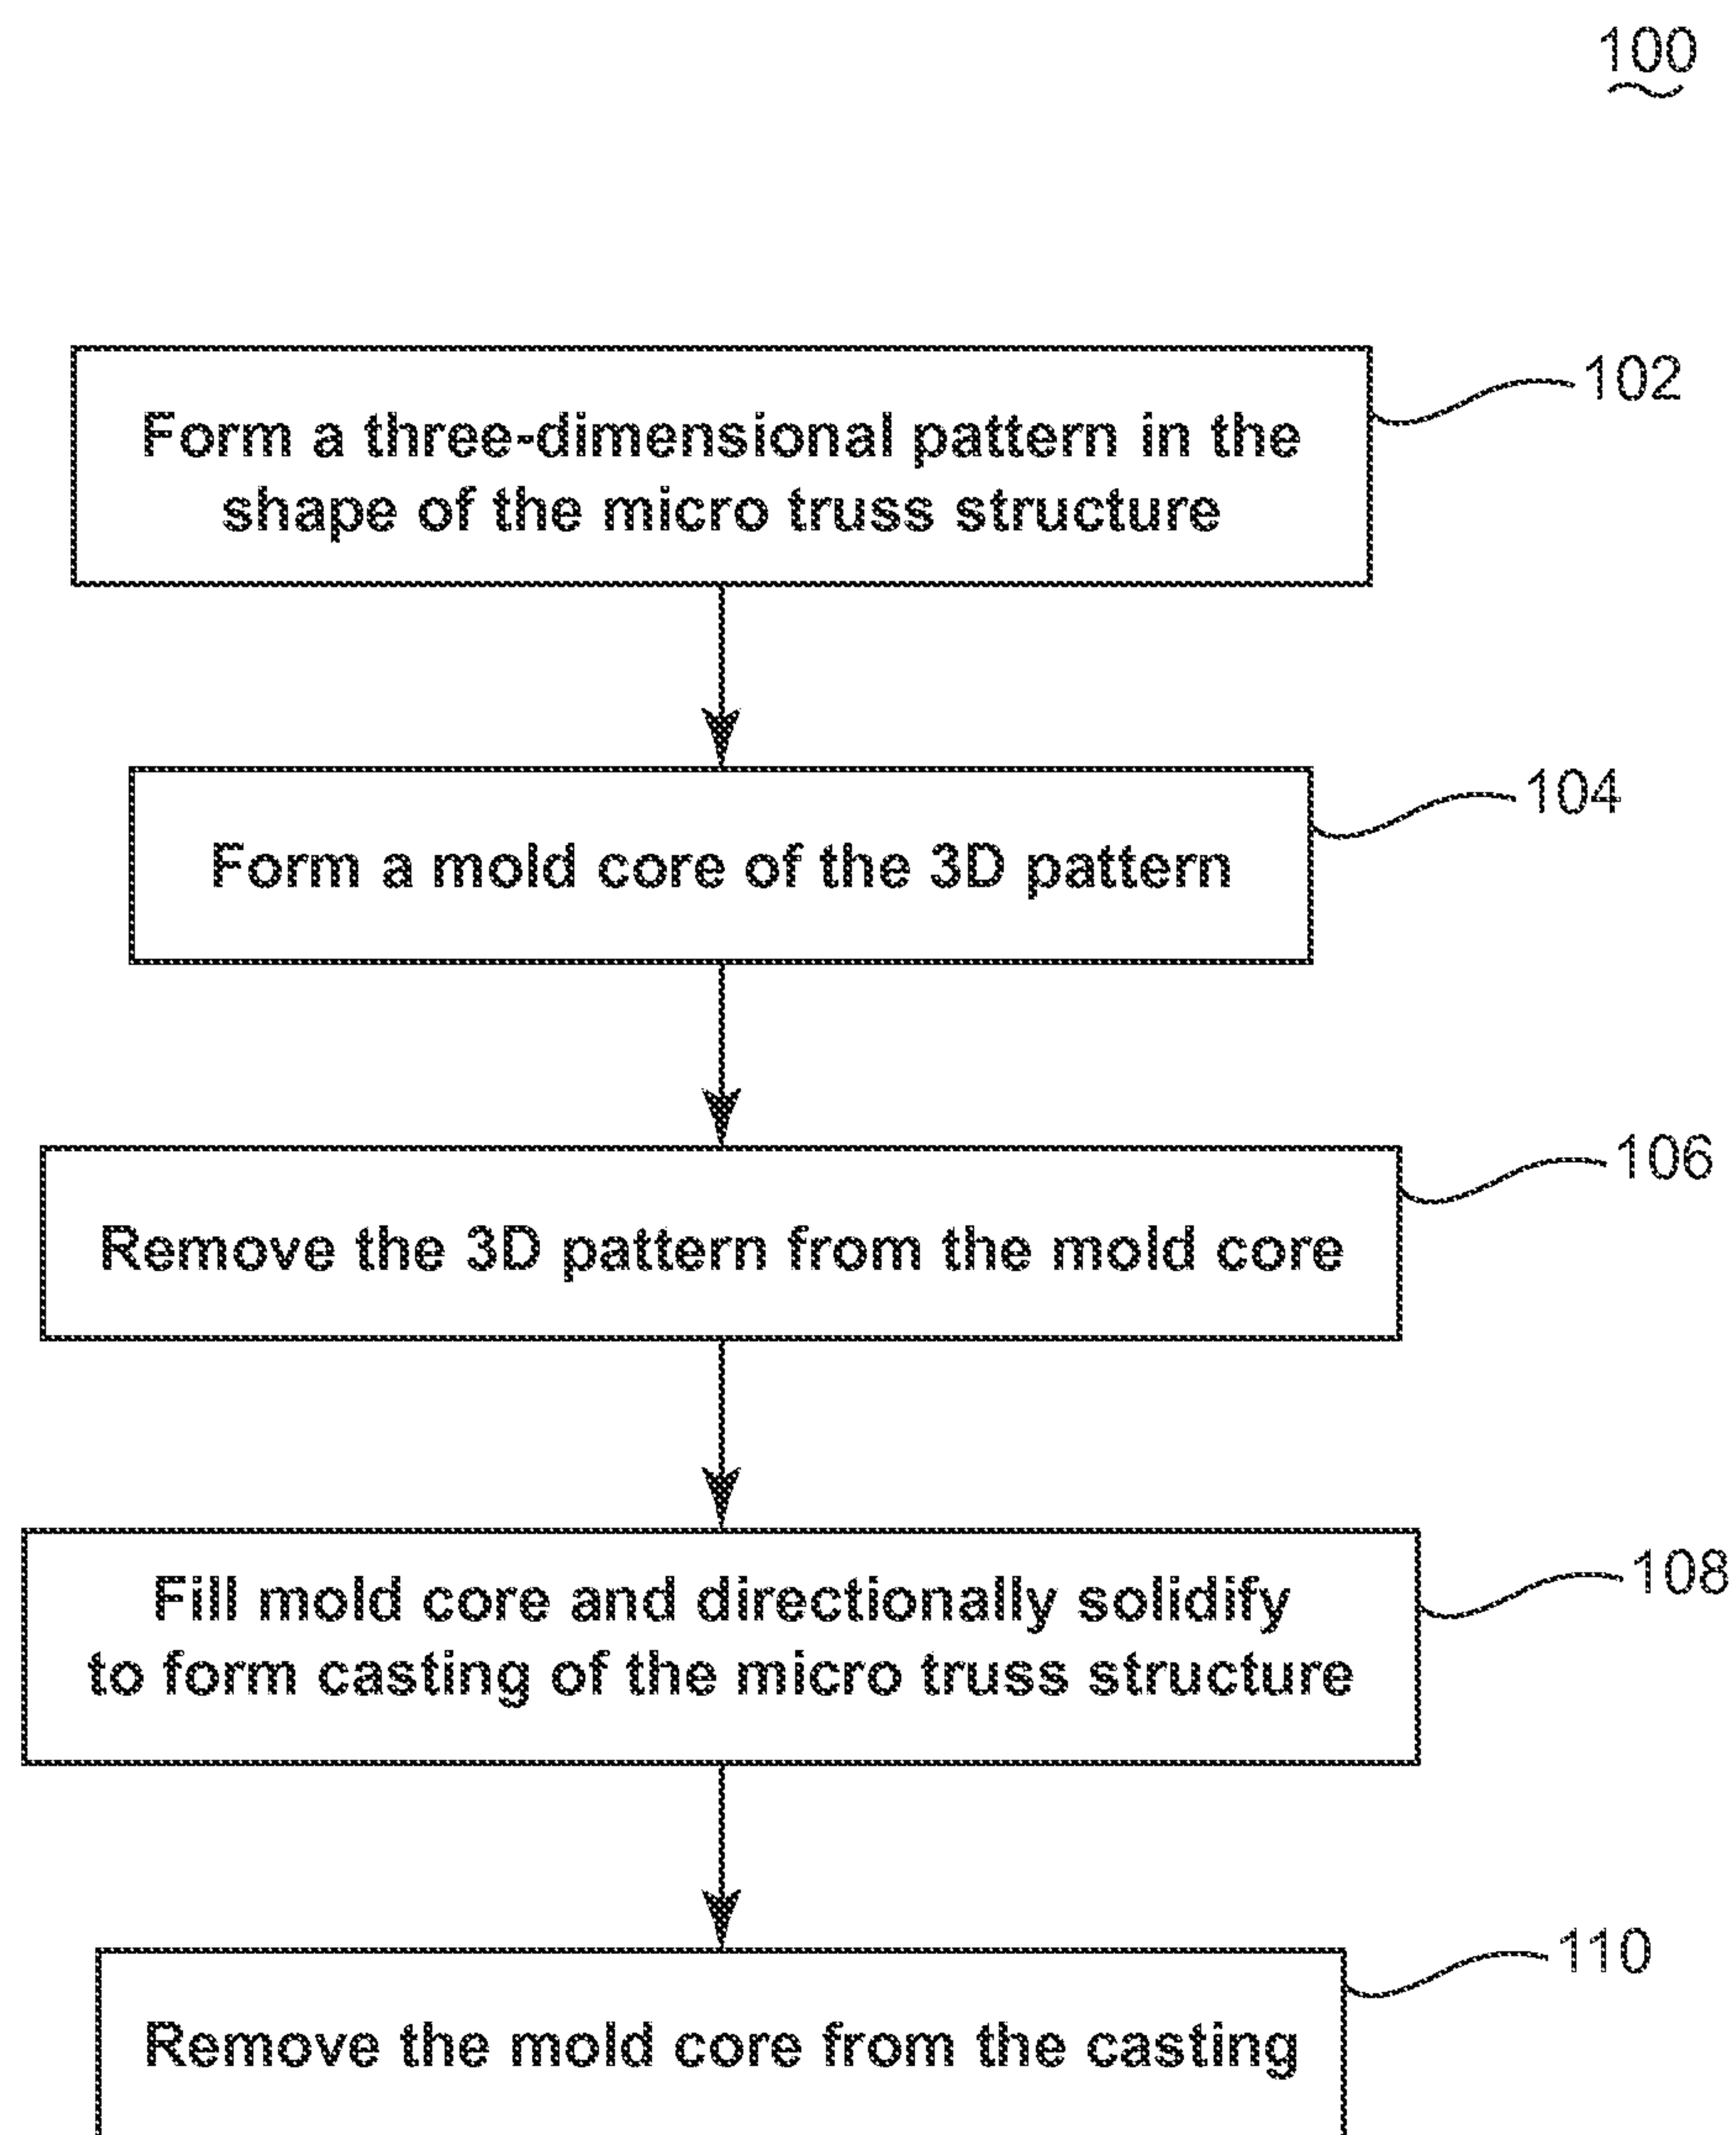 100
Form a three-dimensional pattern in the
shape of the micro truss structure
102
Form a mold core of the 3D pattern
104
Remove the 3D pattern from the mold core
106
Fill mold core and directionally solidify
to form casting of the micro truss structure
108
Remove the mold core from the casting
110